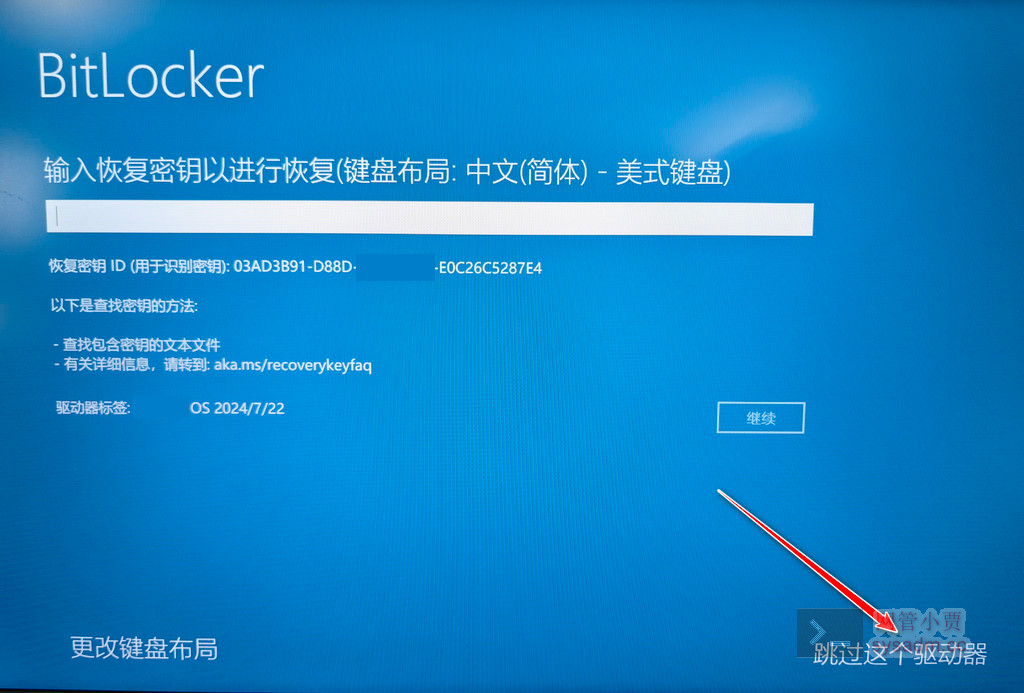 BitLocker
输入恢复密钥以进行恢复(键盘布局: 中文(简体) - 美式键盘)
恢复密钥 ID (用于识别密钥): 03AD3B91-D88D- -E0C26C5287E4
以下是查找密钥的方法:
- 查找包含密钥的文本文件
- 有关详细信息，请转到: aka.ms/recoverykeyfaq
驱动器标签: OS 2024/7/22
继续
管小贾
更改键盘布局
跳过这个驱动器